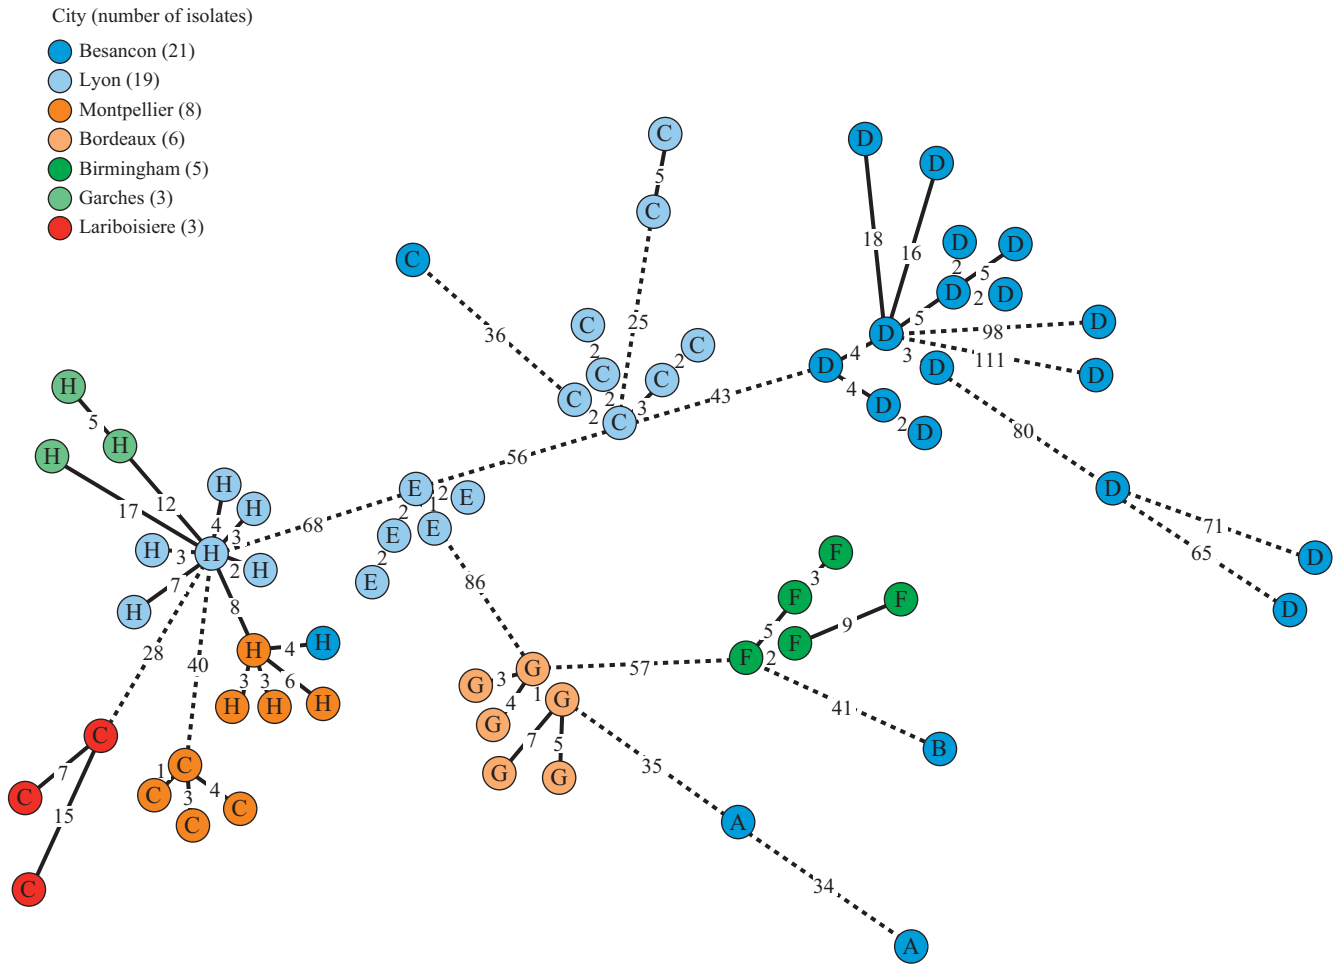 City (number of isolates)
Besancon (21)
Lyon (19)
Montpellier (8)
Bordeaux (6)
Birmingham (5)
Garches (3)
Lariboisiere (3)
C
D
D
5
C
18
16
D
D
C
2
5
D
2
D
36
C
25
5
D
98
D
2
C
2
C
4
3
111
D
C
C
D
D
H
2
2
3
43
4
C
D
5
2
D
80
H
H
56
17
12
H
H
E
2
E
D
4
3
2
1
68
E
E
71
H
3
H
2
H
2
E
86
F
65
D
7
3
H
8
F
F
D
5
9
F
28
H
4
H
F
2
40
3
3
6
G
3
G
57
H
H
H
4
1
G
G
41
C
7
5
B
7
C
1
4
G
G
35
C
C
3
C
15
C
A
C
34
A